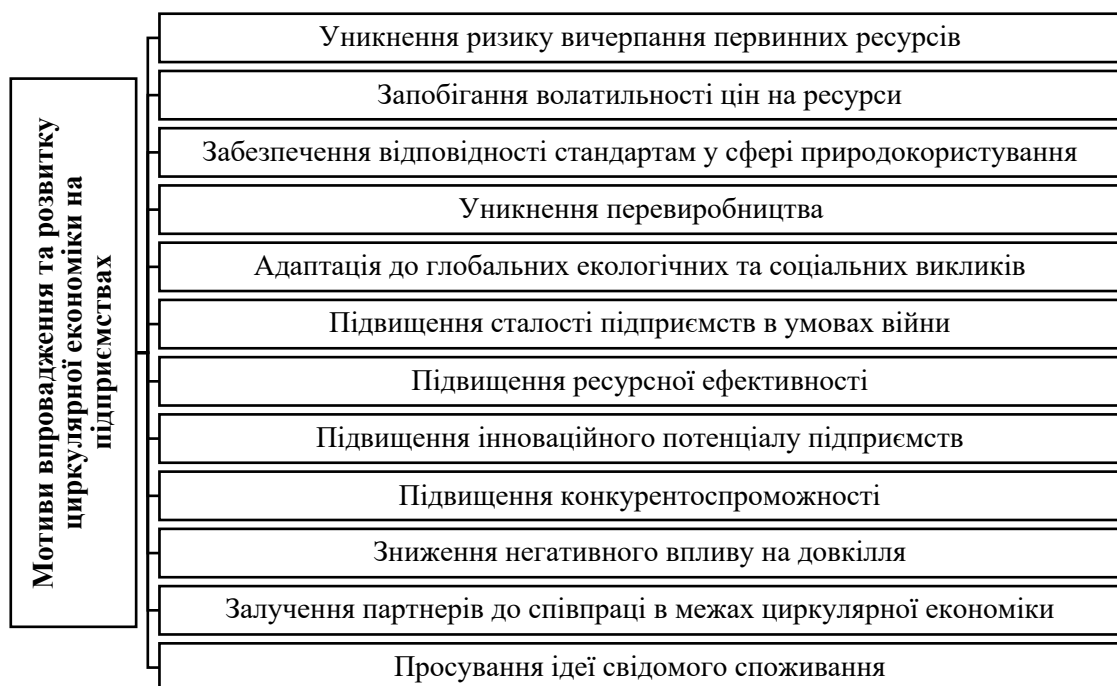 Мотиви впровадження та розвитку
циркулярної економіки на
підприємствах
Уникнення ризику вичерпання первинних ресурсів
Запобігання волатильності цін на ресурси
Забезпечення відповідності стандартам у сфері природокористування
Уникнення перевиробництва
Адаптація до глобальних екологічних та соціальних викликів
Підвищення сталості підприємств в умовах війни
Підвищення ресурсної ефективності
Підвищення інноваційного потенціалу підприємств
Підвищення конкурентоспроможності
Зниження негативного впливу на довкілля
Залучення партнерів до співпраці в межах циркулярної економіки
Просування ідеї свідомого споживання